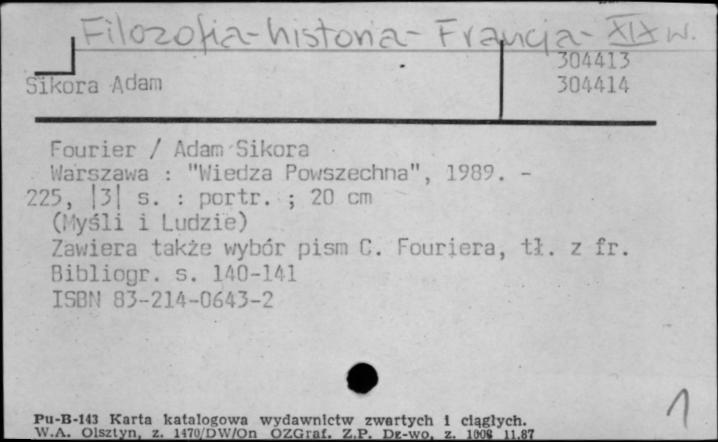 Filozofia - historia - Francja - XIX w.
304413
Sikora Adam 304414
Fourier / Adam Sikora
Warszawa : "Wiedza Powszechna", 1989. -
225, |3| s. : portr. ; 20 cm
(Myśli i Ludzie)
Zawiera także wybór pism C. Fouriera, tł. z fr.
Bibliogr. s. 140-141
ISBN 83-214-0643-2
1
Pu-B-143 Karta katalogowa wydawnictw zwartych i ciągłych.
W.A. Olsztyn, z. 1470/DW/On OZGraf. Z.P. Dz-wo, z. 11.87